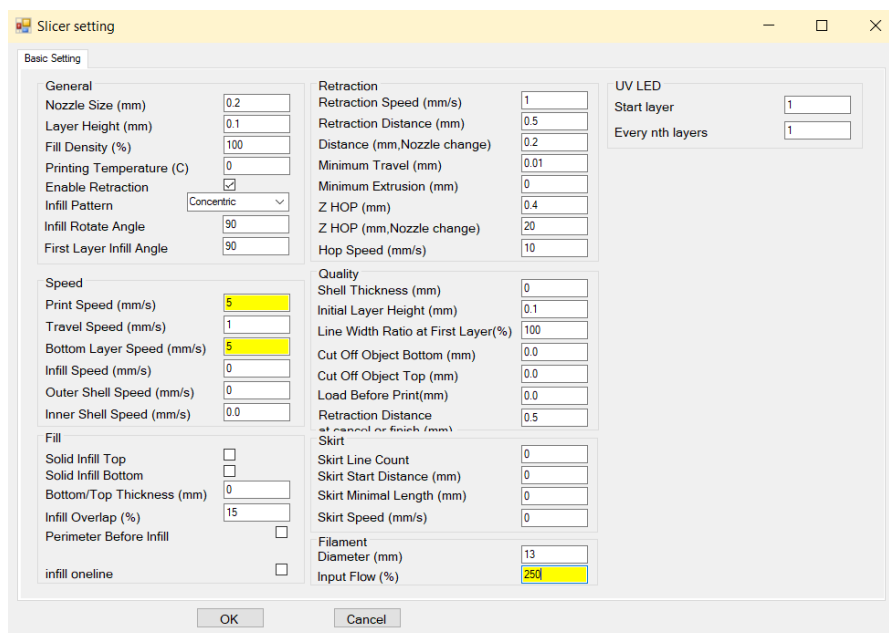 Slicer setting
Basic Setting
General
Nozzle Size (mm) 0.2
Layer Height (mm) 0.1
Fill Density (%) 100
Printing Temperature (C) 0
Enable Retraction
Infill Pattern Concentric
Infill Rotate Angle 90
First Layer Infill Angle 90
Speed
Print Speed (mm/s) 5
Travel Speed (mm/s) 1
Bottom Layer Speed (mm/s) 5
Infill Speed (mm/s) 0
Outer Shell Speed (mm/s) 0
Inner Shell Speed (mm/s) 0.0
Fill
Solid Infill Top
Solid Infill Bottom
Bottom/Top Thickness (mm) 0
Infill Overlap (%) 15
Perimeter Before Infill
infill oneline
Retraction
Retraction Speed (mm/s) 1
Retraction Distance (mm) 0.5
Distance (mm,Nozzle change) 0.2
Minimum Travel (mm) 0.01
Minimum Extrusion (mm) 0
Z HOP (mm) 0.4
Z HOP (mm,Nozzle change) 20
Hop Speed (mm/s) 10
Quality
Shell Thickness (mm) 0
Initial Layer Height (mm) 0.1
Line Width Ratio at First Layer(%) 100
Cut Off Object Bottom (mm) 0.0
Cut Off Object Top (mm) 0.0
Load Before Print(mm) 0.0
Retraction Distance 0.5
at cancel or finish (mm)
Skirt
Skirt Line Count 0
Skirt Start Distance (mm) 0
Skirt Minimal Length (mm) 0
Skirt Speed (mm/s) 0
Filament
Diameter (mm) 13
Input Flow (%) 250
UV LED
Start layer 1
Every nth layers 1
OK Cancel